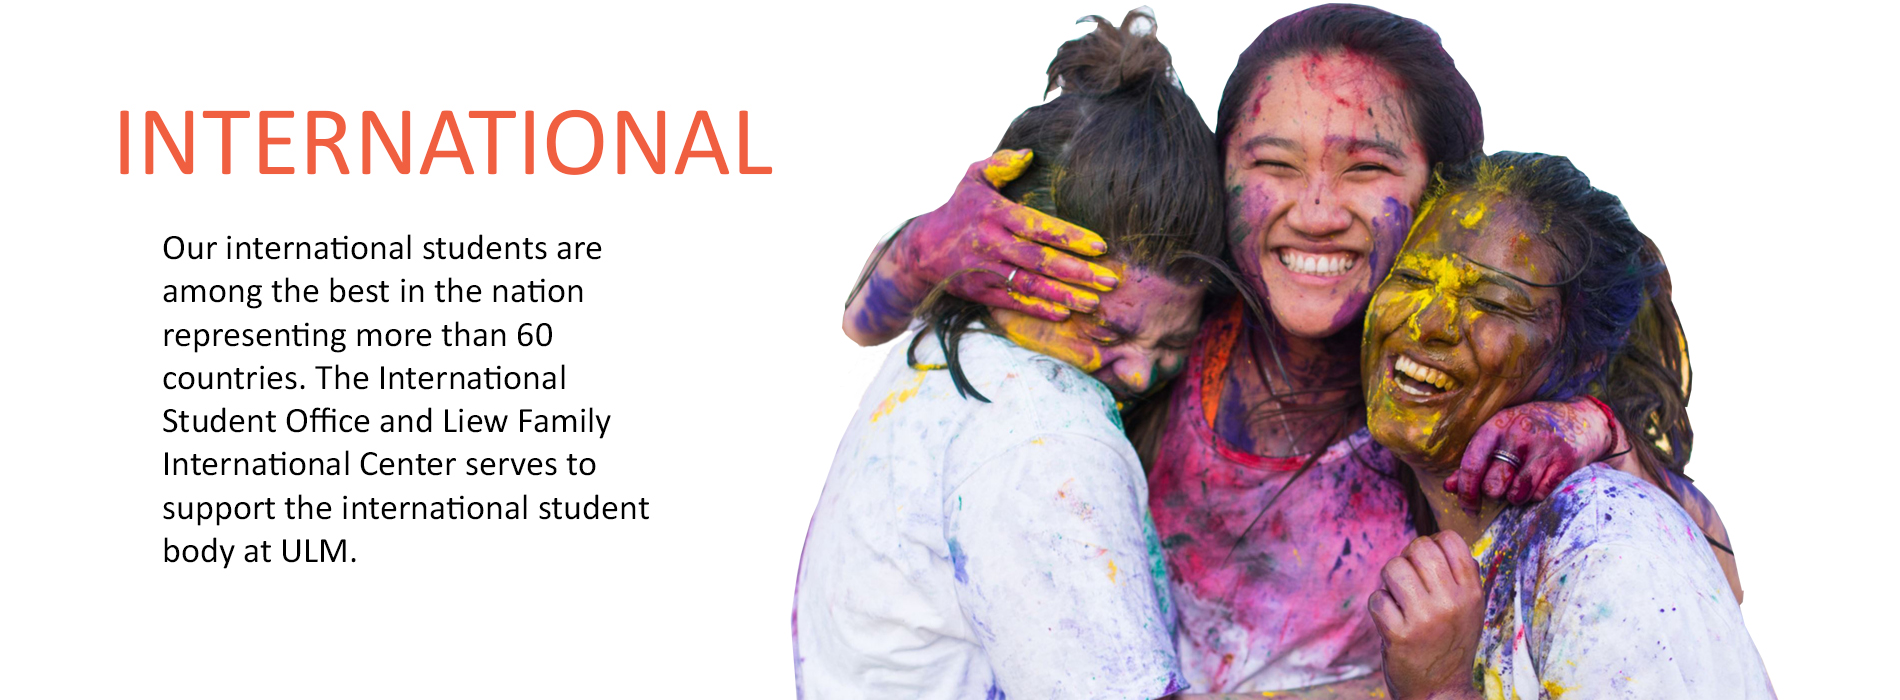 INTERNATIONAL
Our international students are
among the best in the nation
representing more than 60
countries. The International
Student Office and Liew Family
International Center serves to
support the international student
body at ULM.